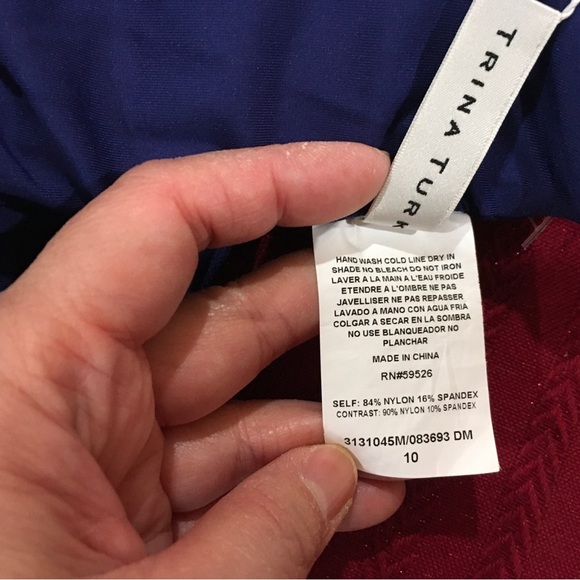 TRINA TURK
HAND WASH COLD LINE DRY IN
SHADE NO BLEACH DO NOT IRON
LAVER A LA MAIN A L'EAU FROIDE
ETENDRE A L'OMBRE NE PAS
JAVELLISER NE PAS REPASSER
LAVADO A MANO CON AGUA FRIA
COLGAR A SECAR EN LA SOMBRA
NO USE BLANQUEADOR NO
PLANCHAR
MADE IN CHINA
RN#59526
SELF: 84% NYLON 16% SPANDEX
CONTRAST: 90% NYLON 10% SPANDEX
3131045M/083693 DM
10